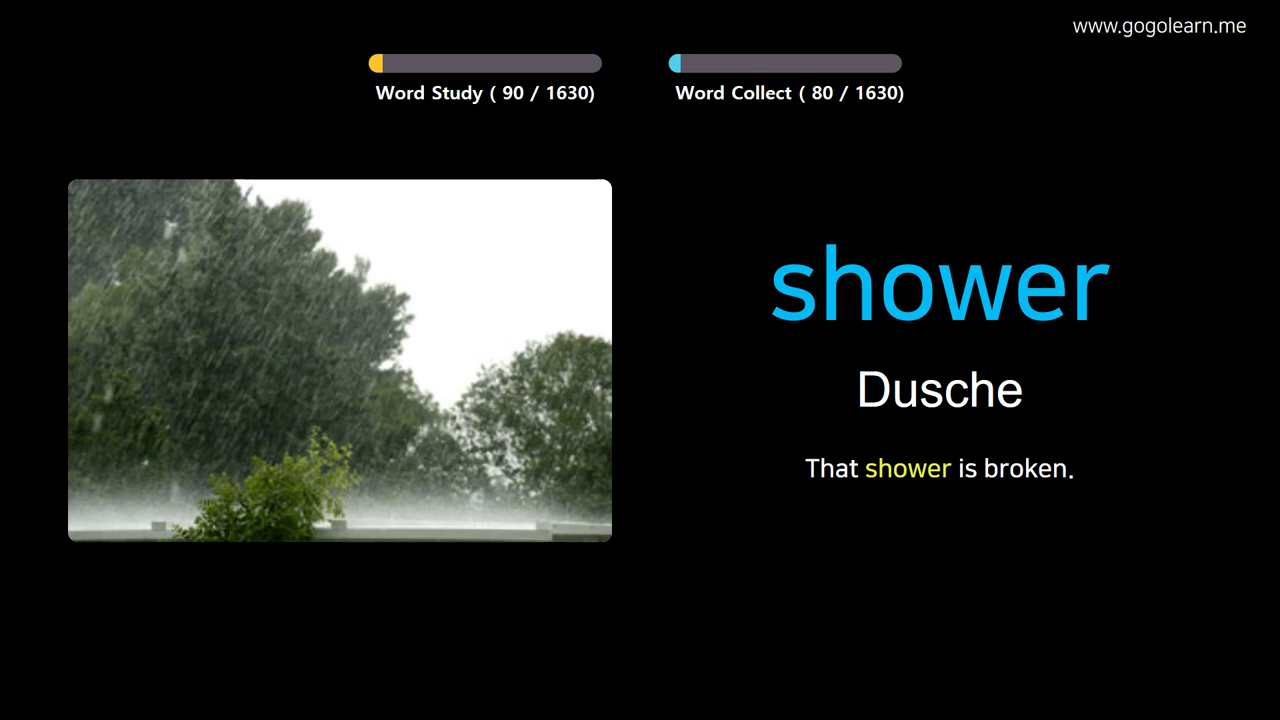 www.gogolearn.me
Word Study ( 90 / 1630)
Word Collect ( 80 / 1630)
shower
Dusche
That shower is broken.